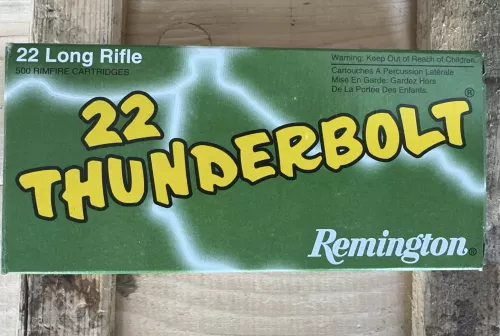 22 Long Rifle
500 RIMFIRE CARTRIDGES
Warning: Keep Out of Reach of Children.
Cartouches A Percussion Latérale
Mise En Garde: Gardez Hors
De La Portée Des Enfants.
22
THUNDERBOLT®
Remington®